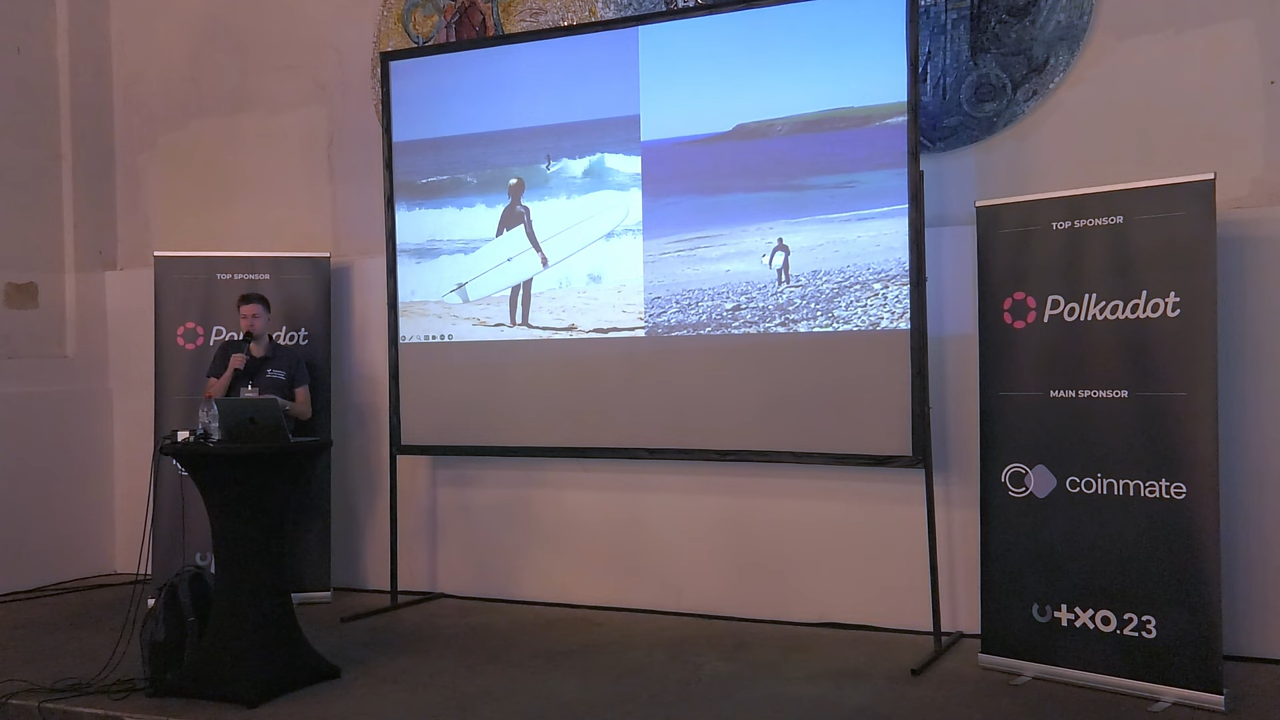 TOP SPONSOR
Polkadot
TOP SPONSOR
Polkadot
MAIN SPONSOR
coinmate
utxo.23